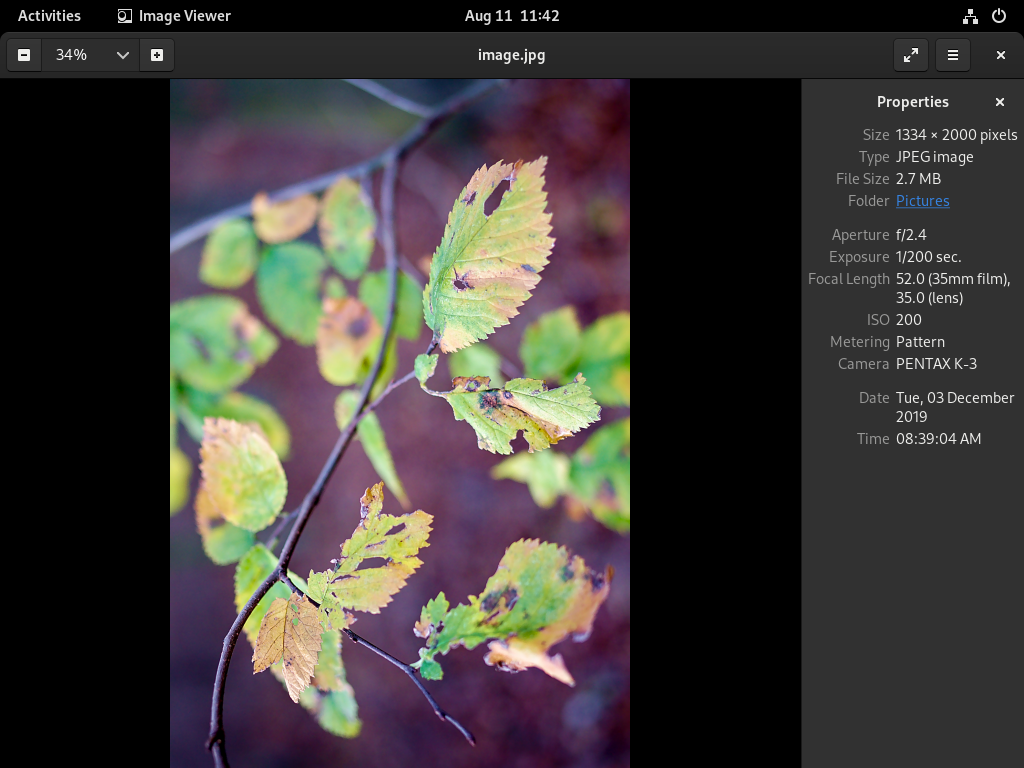 Activities Image Viewer Aug 11 11:42
34% image.jpg
Properties
Size 1334 × 2000 pixels
Type JPEG image
File Size 2.7 MB
Folder Pictures
Aperture f/2.4
Exposure 1/200 sec.
Focal Length 52.0 (35mm film),
35.0 (lens)
ISO 200
Metering Pattern
Camera PENTAX K-3
Date Tue, 03 December
2019
Time 08:39:04 AM